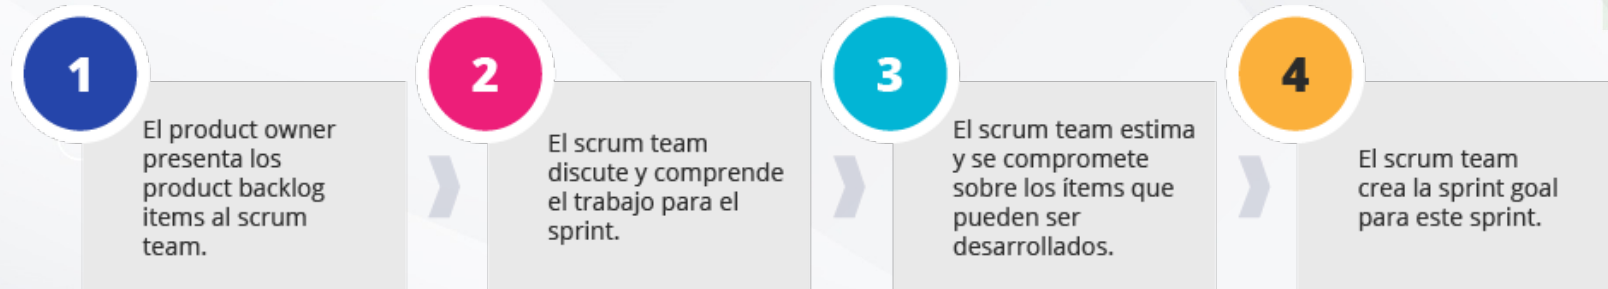 1
El product owner
presenta los
product backlog
items al scrum
team.
2
El scrum team
discute y comprende
el trabajo para el
sprint.
3
El scrum team estima
y se compromete
sobre los ítems que
pueden ser
desarrollados.
4
El scrum team
crea la sprint goal
para este sprint.